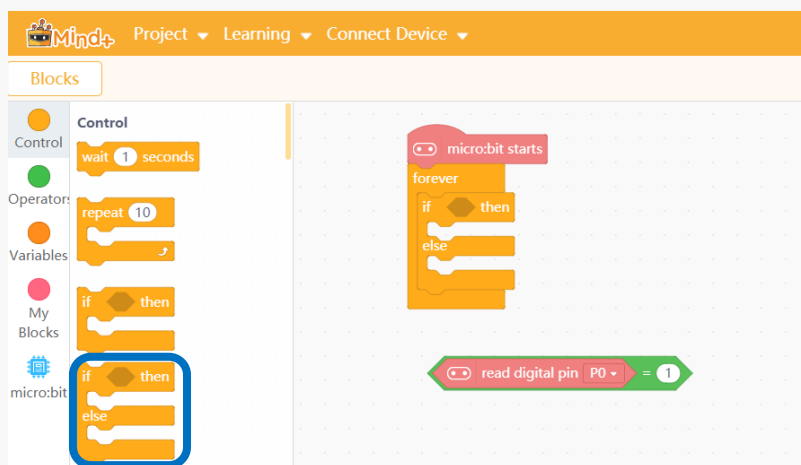 Mind+ Project Learning Connect Device
Blocks
Control
Operators
Variables
My
Blocks
micro:bit
Control
wait 1 seconds
repeat 10
if then
if then
else
micro:bit starts
forever
if then
else
read digital pin P0 = 1